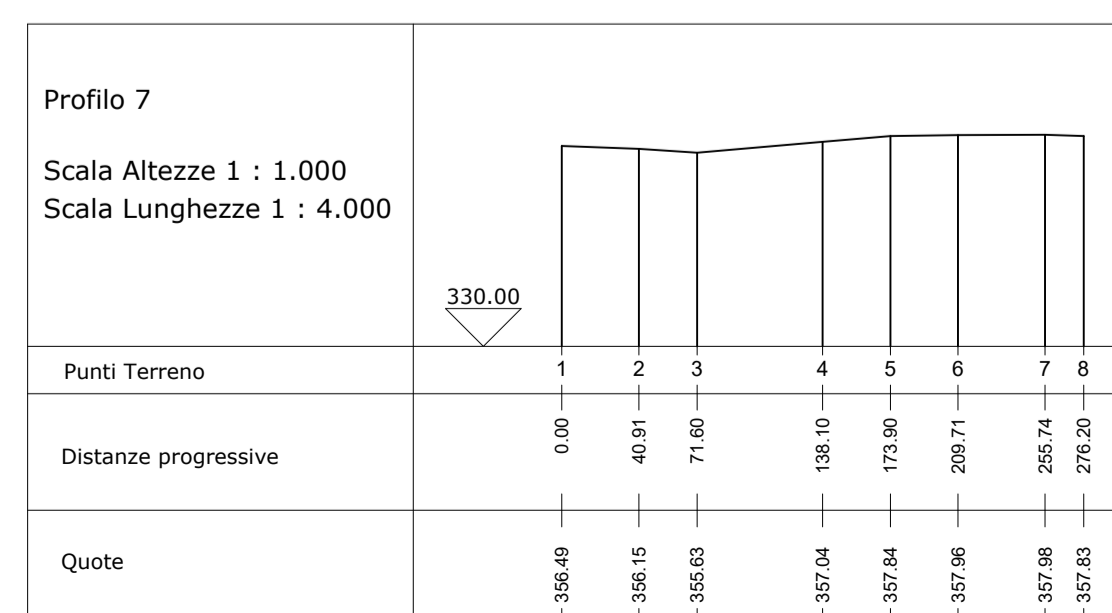 Profilo 7
Scala Altezze 1 : 1.000
Scala Lunghezze 1 : 4.000
330.00
Punti Terreno 1 2 3 4 5 6 7 8
Distanze progressive 0.00 40.91 71.60 138.10 173.90 209.71 255.74 276.20
Quote 356.49 356.15 355.63 357.04 357.84 357.96 357.98 357.83